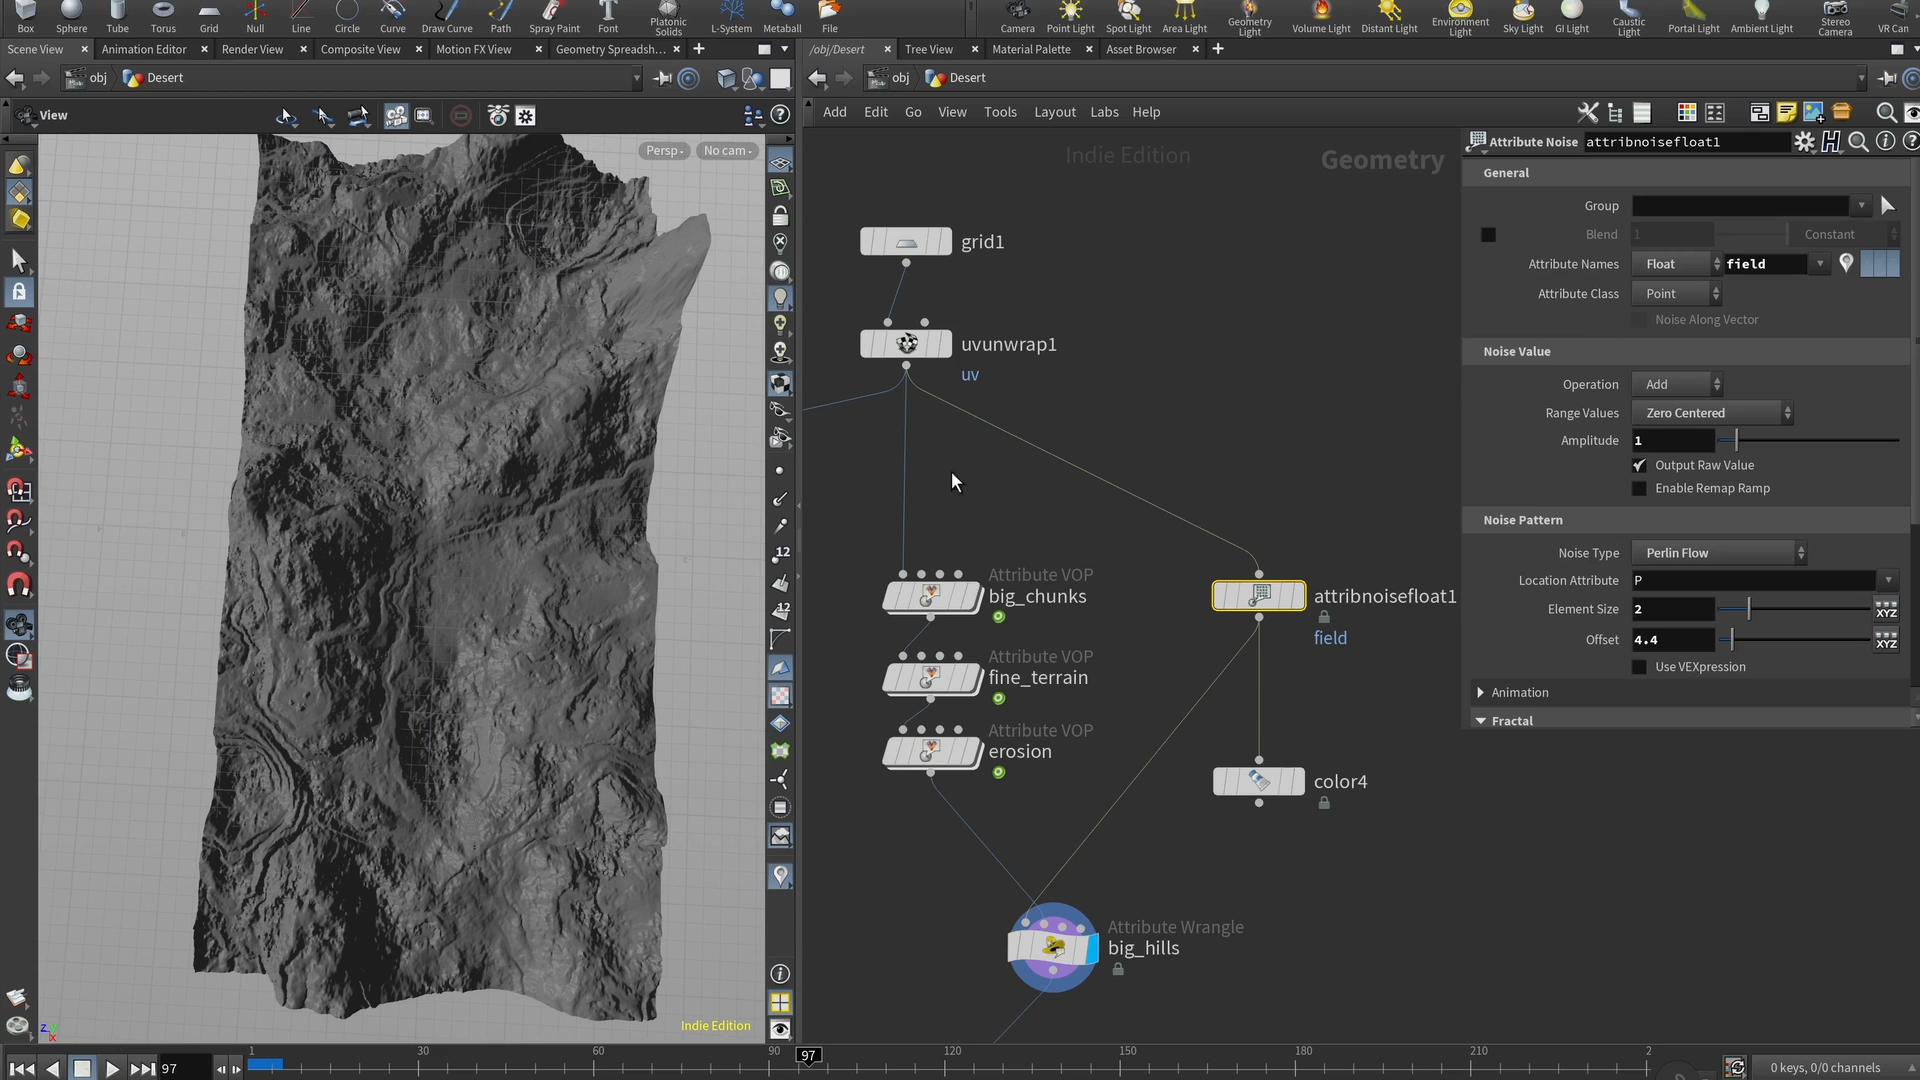 Box Sphere Tube Torus Grid Null Line Circle Curve Draw Curve Path Spray Paint Font Platonic Solids L-System Metaball File
Camera Point Light Spot Light Area Light Geometry Light Volume Light Distant Light Environment Light Sky Light GI Light Caustic Light Portal Light Ambient Light Stereo Camera VR Can
Scene View Animation Editor Render View Composite View Motion FX View Geometry Spreadsh...
/obj/Desert Tree View Material Palette Asset Browser
obj Desert
obj Desert
View
Add Edit Go View Tools Layout Labs Help
Persp No cam
Indie Edition
Geometry
grid1
uvunwrap1
uv
Attribute VOP
big_chunks
Attribute VOP
fine_terrain
Attribute VOP
erosion
attribnoisefloat1
field
color4
Attribute Wrangle
big_hills
Attribute Noise attribnoisefloat1
General
Group
Blend 1 Constant
Attribute Names Float field
Attribute Class Point
Noise Along Vector
Noise Value
Operation Add
Range Values Zero Centered
Amplitude 1
Output Raw Value
Enable Remap Ramp
Noise Pattern
Noise Type Perlin Flow
Location Attribute P
Element Size 2 XYZ
Offset 4.4 XYZ
Use VEXpression
Animation
Fractal
12
12
z y x
Indie Edition
97
1 30 60 90 97 120 150 180 210 2
0 keys, 0/0 channels